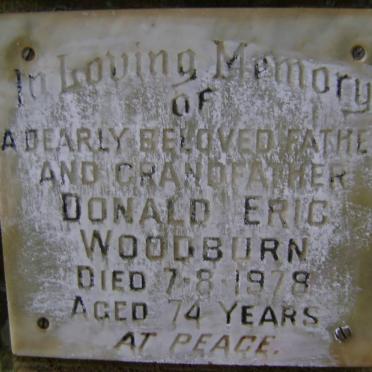 In Loving Memory
OF
A DEARLY BELOVED FATHE
AND GRANDFATHER
DONALD ERIC
WOODBURN
DIED 7-8-1978
AGED 74 YEARS
AT PEACE.